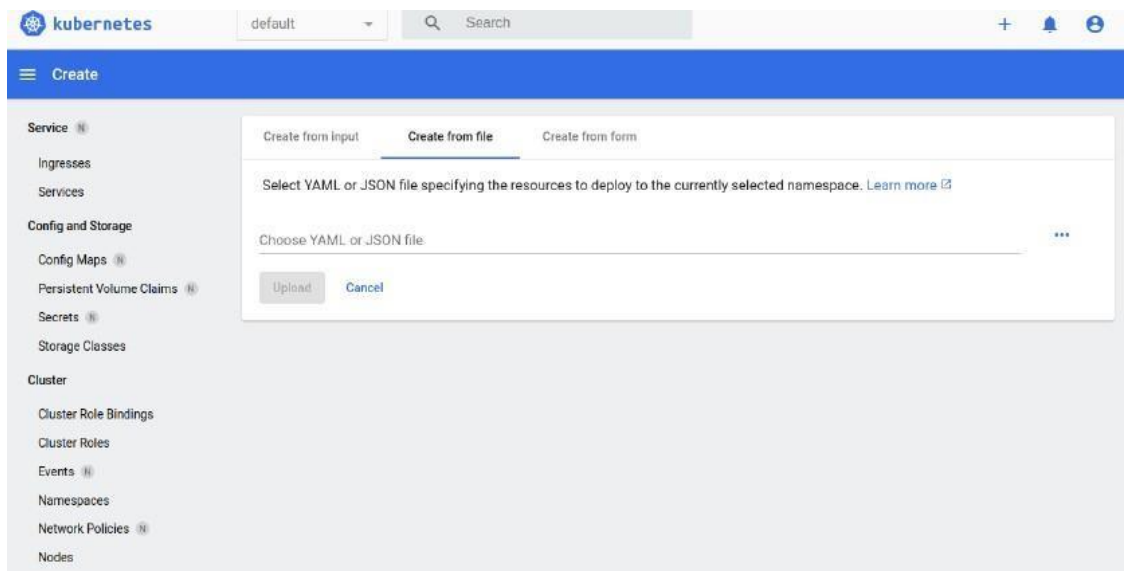 kubernetes
default
Search
Create
Service N
Ingresses
Services
Config and Storage
Config Maps N
Persistent Volume Claims N
Secrets N
Storage Classes
Cluster
Cluster Role Bindings
Cluster Roles
Events N
Namespaces
Network Policies N
Nodes
Create from input
Create from file
Create from form
Select YAML or JSON file specifying the resources to deploy to the currently selected namespace. Learn more
Choose YAML or JSON file
Upload
Cancel